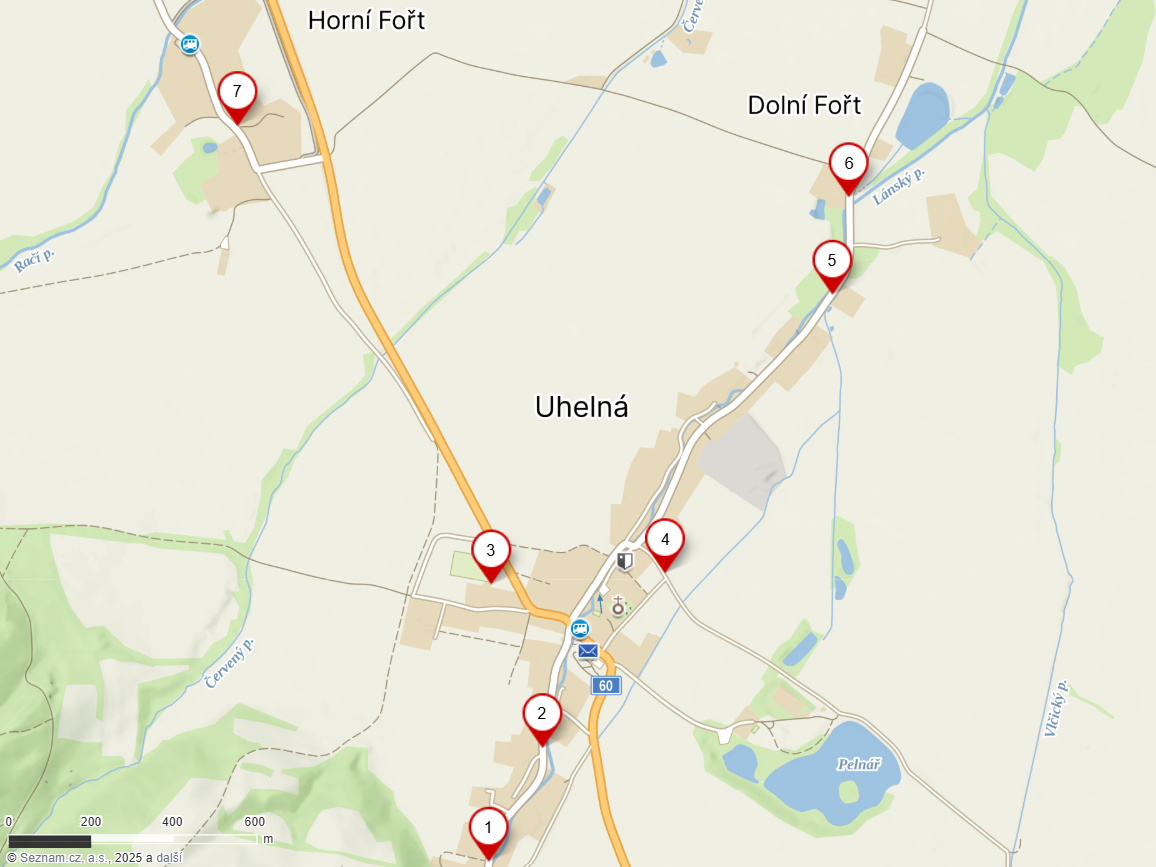 Horní Fořt
Červe
7
Dolní Fořt
6
Lánský p.
Račí p.
5
Uhelná
3
4
Červený p.
60
2
Vlčický p.
Pelnář
1
0 200 400 600
m
© Seznam.cz, a.s., 2025 a další